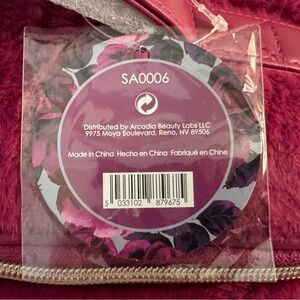 SA0006
Distributed by Arcadia Beauty Labs LLC
9975 Moya Boulevard, Reno, NV 89506
Made in China Hecho en China Fabriqué en Chine
5 033102 879675